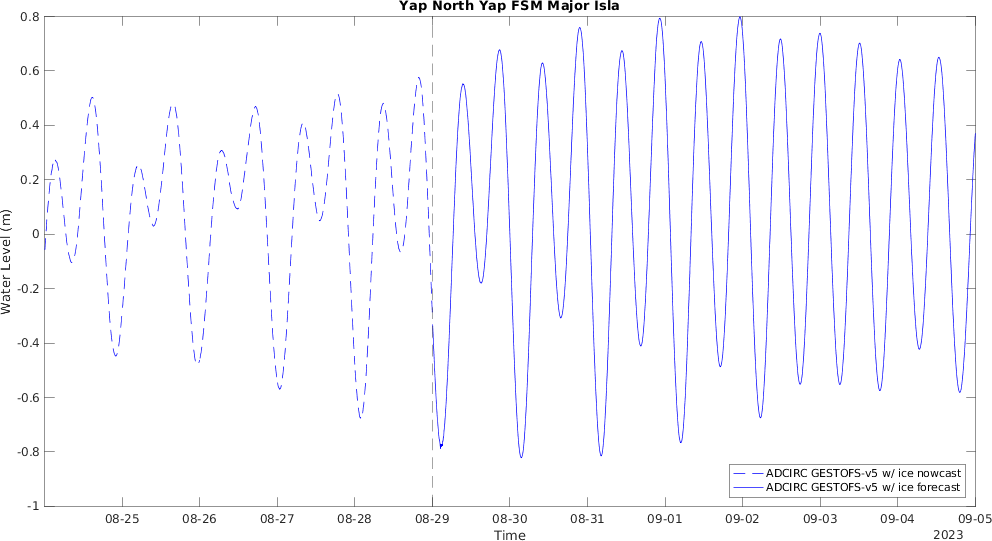 Yap North Yap FSM Major Isla
0.8
0.6
0.4
0.2
0
-0.2
-0.4
-0.6
-0.8
-1
Water Level (m)
08-25 08-26 08-27 08-28 08-29 08-30 08-31 09-01 09-02 09-03 09-04 09-05
Time
2023
ADCIRC GESTOFS-v5 w/ ice nowcast
ADCIRC GESTOFS-v5 w/ ice forecast